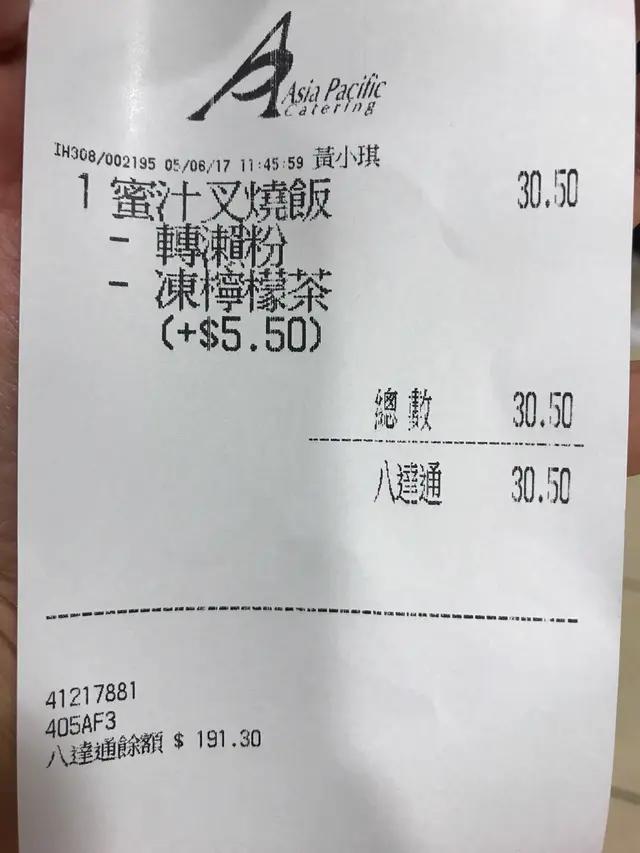 Asia Pacific
Catering
IH308/002195 05/06/17 11:45:59 黃小琪
1 蜜汁叉燒飯 30.50
- 轉瀨粉
- 凍檸檬茶
(+$5.50)
總數 30.50
八達通 30.50
41217881
405AF3
八達通餘額 $ 191.30